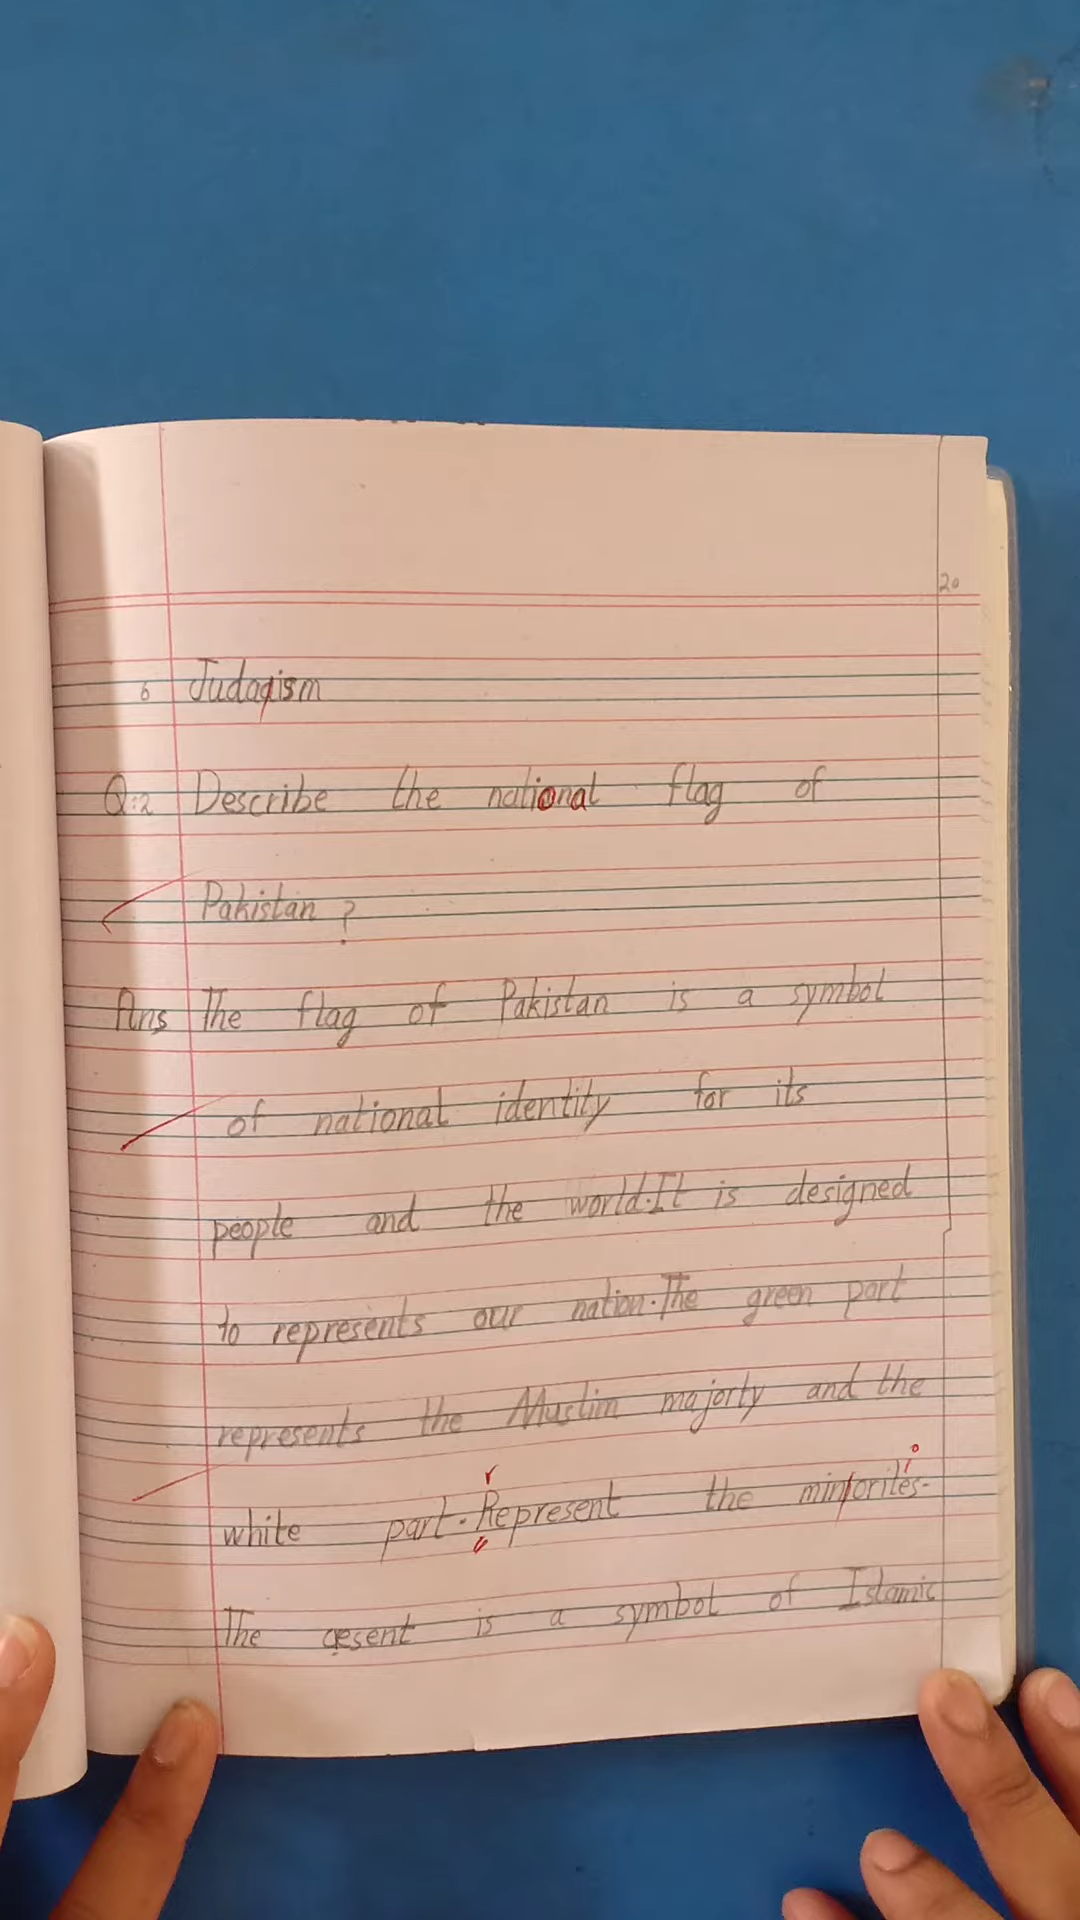 20
6 Judaqism
Q:2 Describe the national flag of
Pakistan ?
Ans The flag of Pakistan is a symbol
of national identity for its
people and the world. It is designed
to represents our nation. The green part
represents the Muslim majorty and the
r i
white part. Represent the minorites.
The cresent is a symbol of Islamic